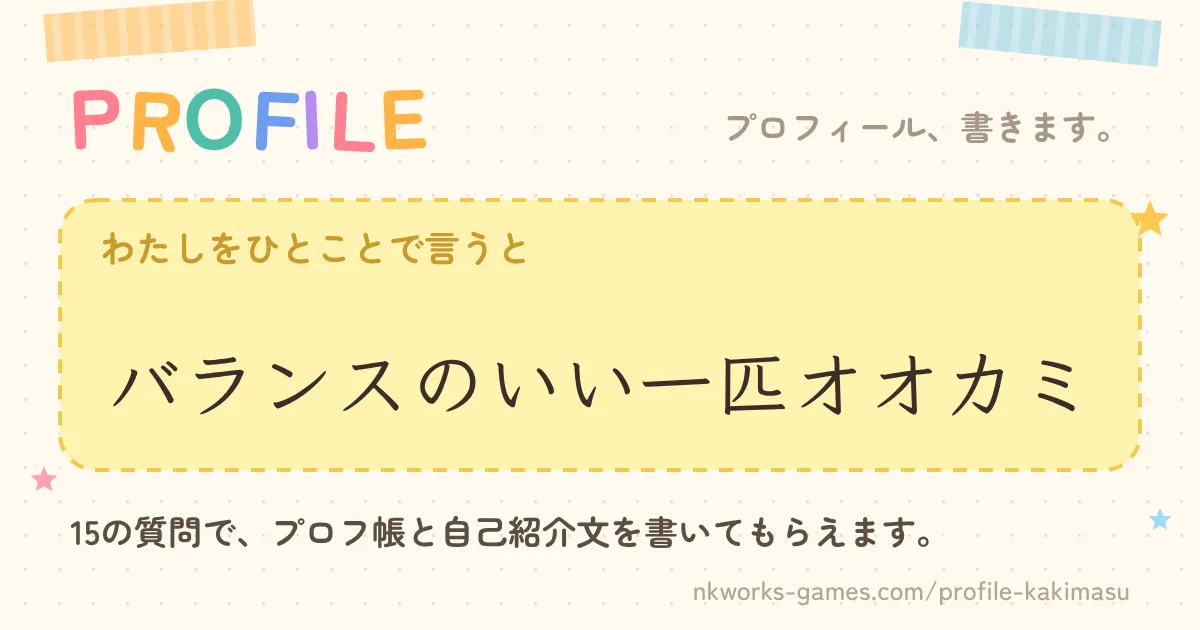 PROFILE
プロフィール、書きます。
わたしをひとことで言うと
バランスのいい一匹オオカミ
15の質問で、プロフ帳と自己紹介文を書いてもらえます。
nkworks-games.com/profile-kakimasu